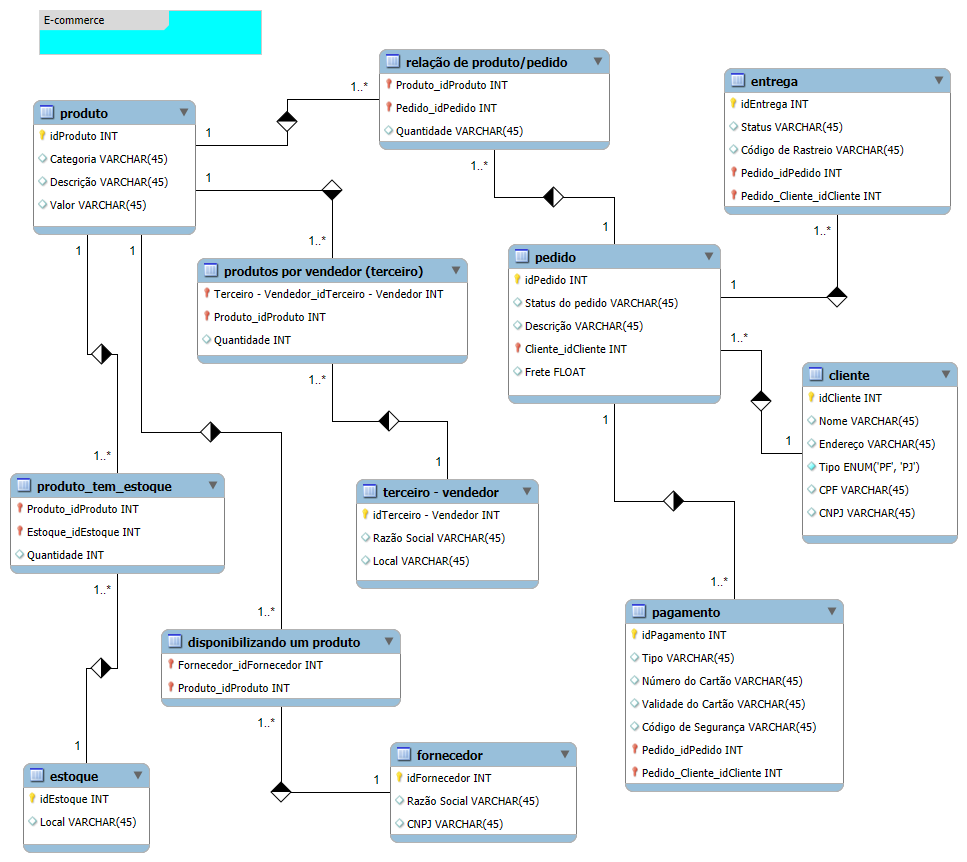 E-commerce
relação de produto/pedido
Produto_idProduto INT
Pedido_idPedido INT
Quantidade VARCHAR(45)
1..*
1
entrega
idEntrega INT
Status VARCHAR(45)
Código de Rastreio VARCHAR(45)
Pedido_idPedido INT
Pedido_Cliente_idCliente INT
produto
idProduto INT
Categoria VARCHAR(45)
Descrição VARCHAR(45)
Valor VARCHAR(45)
1
1..*
1..*
1
1..*
produtos por vendedor (terceiro)
Terceiro - Vendedor_idTerceiro - Vendedor INT
Produto_idProduto INT
Quantidade INT
pedido
idPedido INT
Status do pedido VARCHAR(45)
Descrição VARCHAR(45)
Cliente_idCliente INT
Frete FLOAT
1
1
1
1..*
1..*
1
1
cliente
idCliente INT
Nome VARCHAR(45)
Endereço VARCHAR(45)
Tipo ENUM('PF', 'PJ')
CPF VARCHAR(45)
CNPJ VARCHAR(45)
1..*
1
produto_tem_estoque
Produto_idProduto INT
Estoque_idEstoque INT
Quantidade INT
terceiro - vendedor
idTerceiro - Vendedor INT
Razão Social VARCHAR(45)
Local VARCHAR(45)
1..*
1..*
1..*
disponibilizando um produto
Fornecedor_idFornecedor INT
Produto_idProduto INT
pagamento
idPagamento INT
Tipo VARCHAR(45)
Número do Cartão VARCHAR(45)
Validade do Cartão VARCHAR(45)
Código de Segurança VARCHAR(45)
Pedido_idPedido INT
Pedido_Cliente_idCliente INT
1..*
1
1
estoque
idEstoque INT
Local VARCHAR(45)
fornecedor
idFornecedor INT
Razão Social VARCHAR(45)
CNPJ VARCHAR(45)